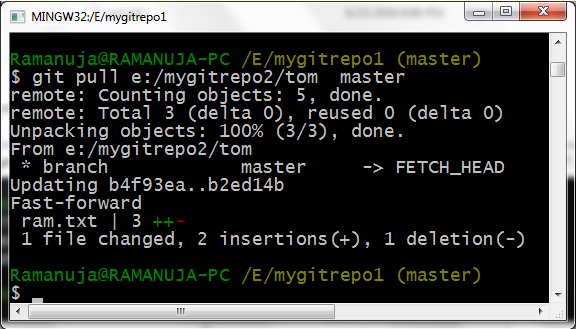 MINGW32:/E/mygitrepo1
Ramanuja@RAMANUJA-PC /E/mygitrepo1 (master)
$ git pull e:/mygitrepo2/tom  master
remote: Counting objects: 5, done.
remote: Total 3 (delta 0), reused 0 (delta 0)
Unpacking objects: 100% (3/3), done.
From e:/mygitrepo2/tom
 * branch            master     -> FETCH_HEAD
Updating b4f93ea..b2ed14b
Fast-forward
 ram.txt | 3 ++-
 1 file changed, 2 insertions(+), 1 deletion(-)
Ramanuja@RAMANUJA-PC /E/mygitrepo1 (master)
$